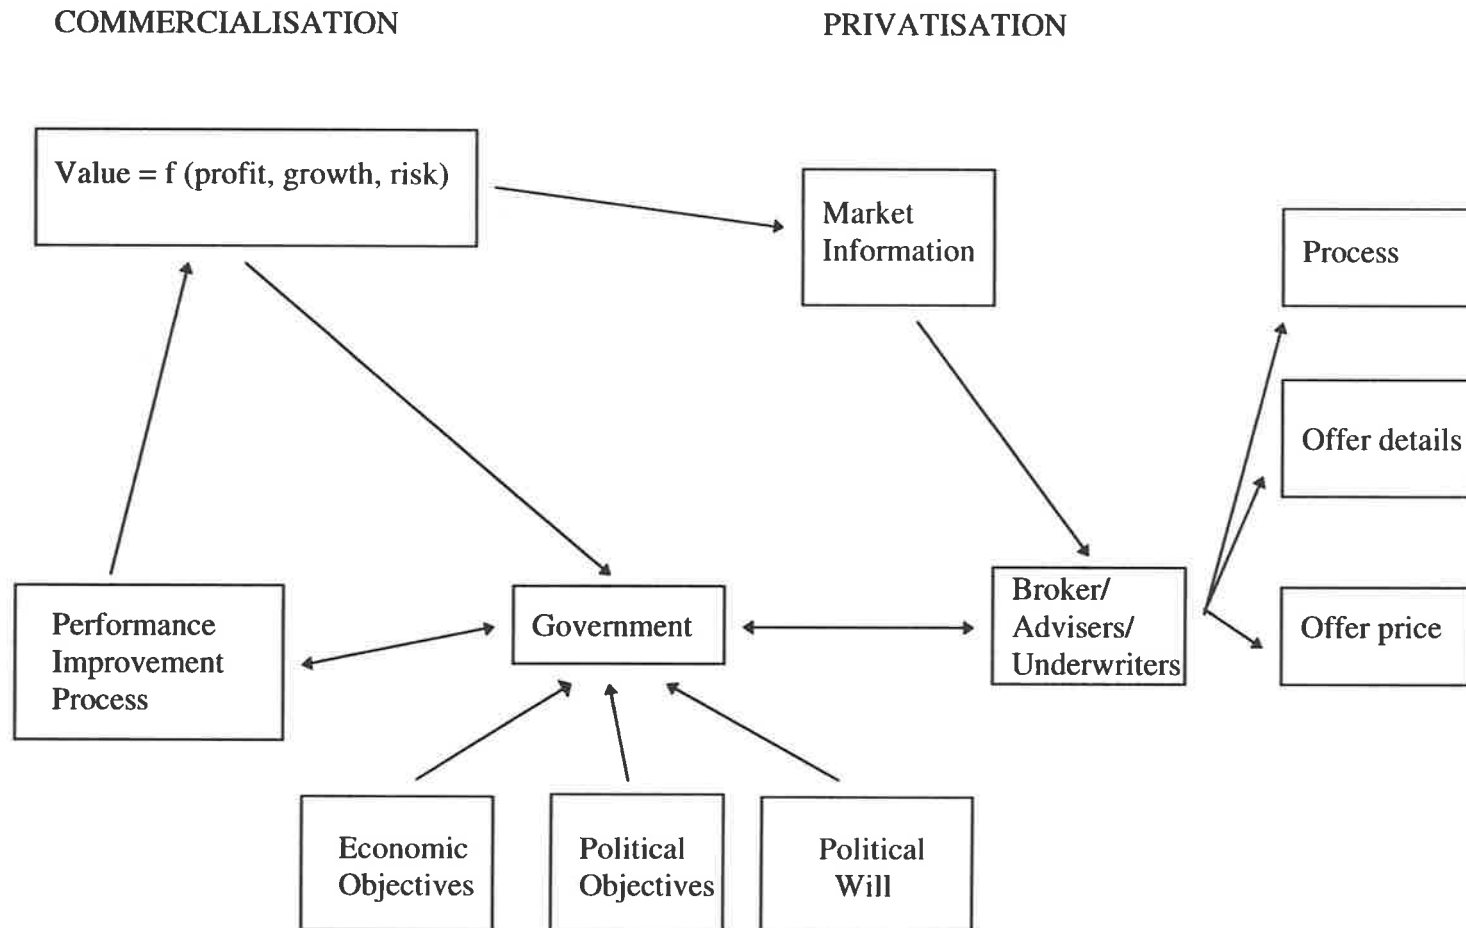 COMMERCIALISATION
PRIVATISATION
Value = f (profit, growth, risk)
Market
Information
Process
Offer details
Performance
Improvement
Process
Government
Broker/
Advisers/
Underwriters
Offer price
Economic
Objectives
Political
Objectives
Political
Will